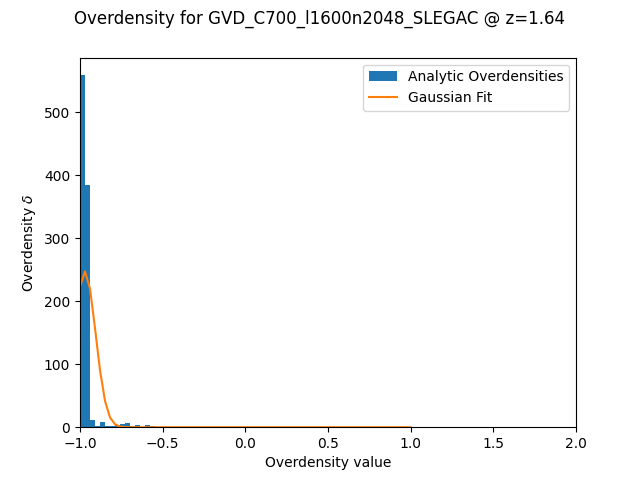 Overdensity for GVD_C700_l1600n2048_SLEGAC @ z=1.64
Analytic Overdensities
Gaussian Fit
Overdensity δ
500
400
300
200
100
0
−1.0 −0.5 0.0 0.5 1.0 1.5 2.0
Overdensity value